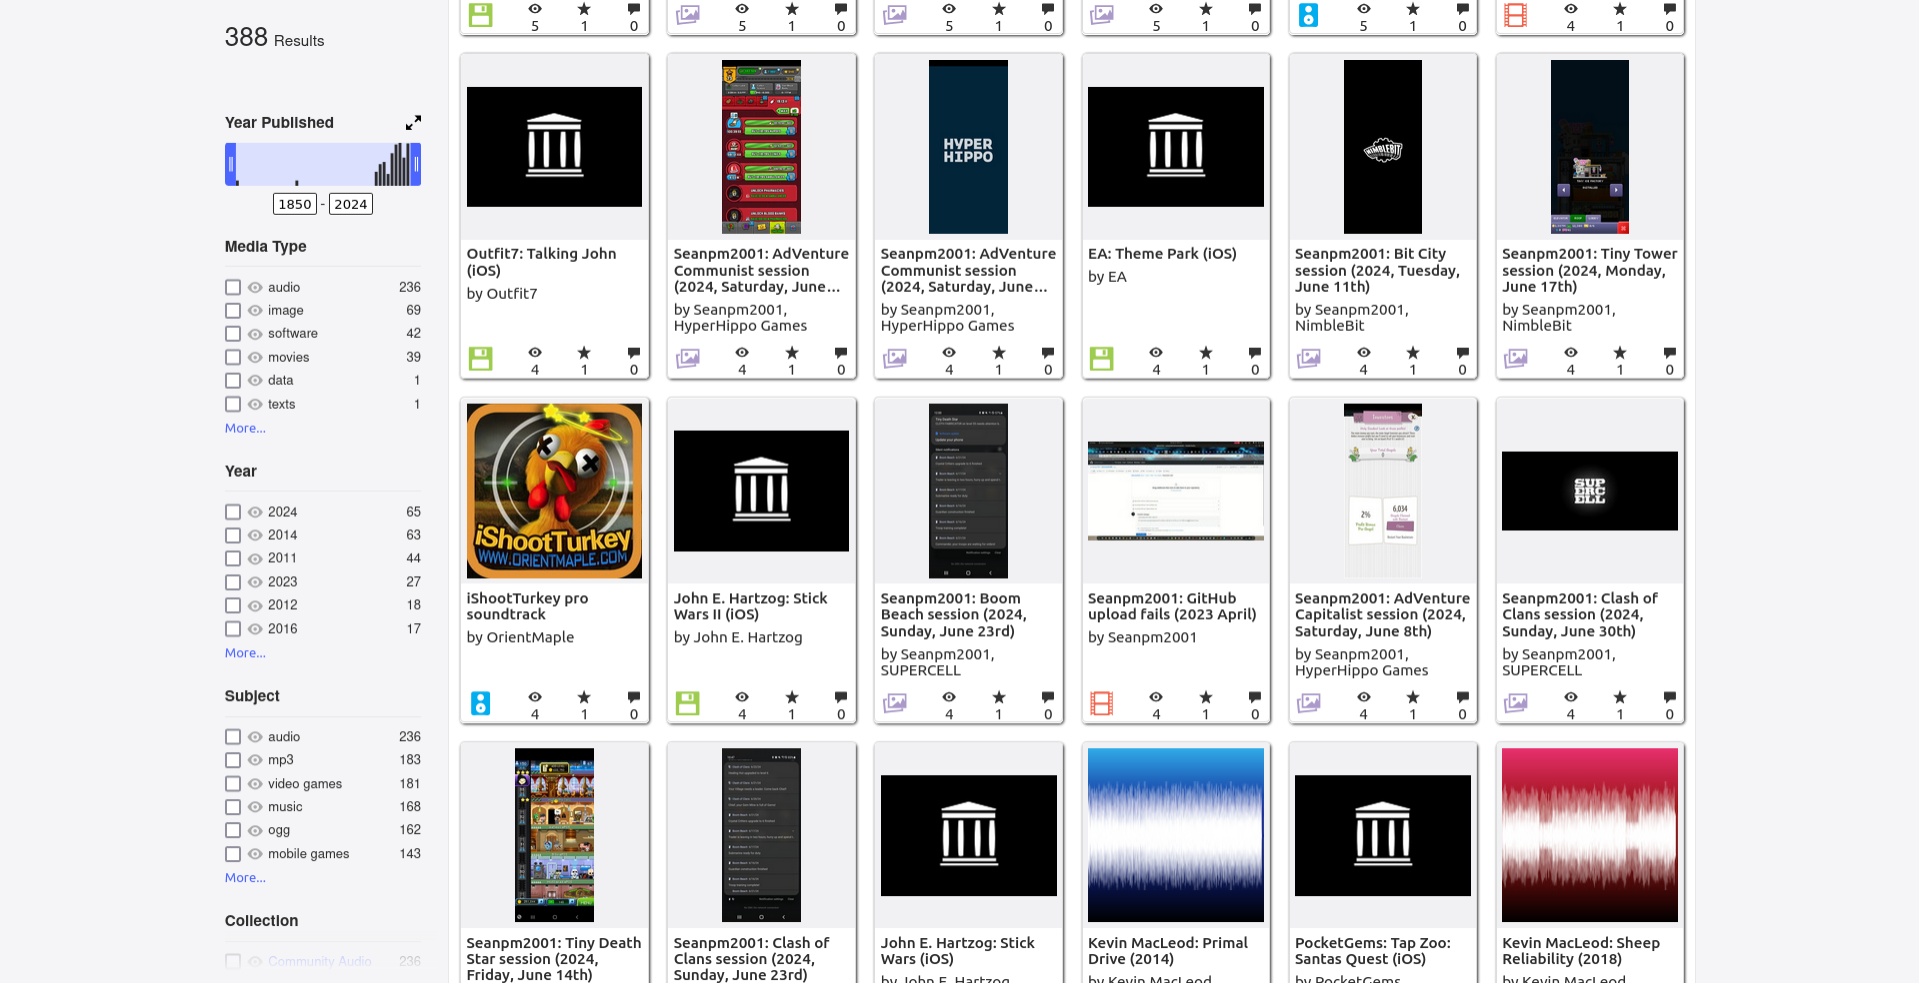 388 Results
Year Published
1850 - 2024
Media Type
audio 236
image 69
software 42
movies 39
data 1
texts 1
More...
Year
2024 65
2014 63
2011 44
2023 27
2012 18
2016 17
More...
Subject
audio 236
mp3 183
video games 181
music 168
ogg 162
mobile games 143
More...
Collection
Community Audio 236
5 1 0
5 1 0
5 1 0
5 1 0
5 1 0
4 1 0
Outfit7: Talking John
(iOS)
by Outfit7
4 1 0
Seanpm2001: AdVenture
Communist session
(2024, Saturday, June...
by Seanpm2001,
HyperHippo Games
4 1 0
HYPER
HIPPO
Seanpm2001: AdVenture
Communist session
(2024, Saturday, June...
by Seanpm2001,
HyperHippo Games
4 1 0
EA: Theme Park (iOS)
by EA
4 1 0
NIMBLEBIT
Seanpm2001: Bit City
session (2024, Tuesday,
June 11th)
by Seanpm2001,
NimbleBit
4 1 0
Seanpm2001: Tiny Tower
session (2024, Monday,
June 17th)
by Seanpm2001,
NimbleBit
4 1 0
iShootTurkey
WWW.ORIENTMAPLE.COM
iShootTurkey pro
soundtrack
by OrientMaple
4 1 0
John E. Hartzog: Stick
Wars II (iOS)
by John E. Hartzog
4 1 0
Seanpm2001: Boom
Beach session (2024,
Sunday, June 23rd)
by Seanpm2001,
SUPERCELL
4 1 0
Seanpm2001: GitHub
upload fails (2023 April)
by Seanpm2001
4 1 0
2%
6,034
Seanpm2001: AdVenture
Capitalist session (2024,
Saturday, June 8th)
by Seanpm2001,
HyperHippo Games
4 1 0
SUP
ERC
ELL
Seanpm2001: Clash of
Clans session (2024,
Sunday, June 30th)
by Seanpm2001,
SUPERCELL
4 1 0
Seanpm2001: Tiny Death
Star session (2024,
Friday, June 14th)
Seanpm2001: Clash of
Clans session (2024,
Sunday, June 23rd)
John E. Hartzog: Stick
Wars (iOS)
by John E. Hartzog
Kevin MacLeod: Primal
Drive (2014)
by Kevin MacLeod
PocketGems: Tap Zoo:
Santas Quest (iOS)
by PocketGems
Kevin MacLeod: Sheep
Reliability (2018)
by Kevin MacLeod